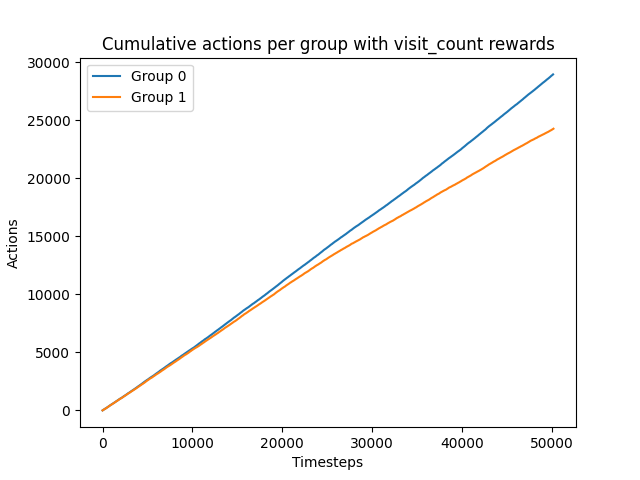 Cumulative actions per group with visit_count rewards
Group 0
Group 1
30000
25000
20000
15000
10000
5000
0
Actions
0 10000 20000 30000 40000 50000
Timesteps